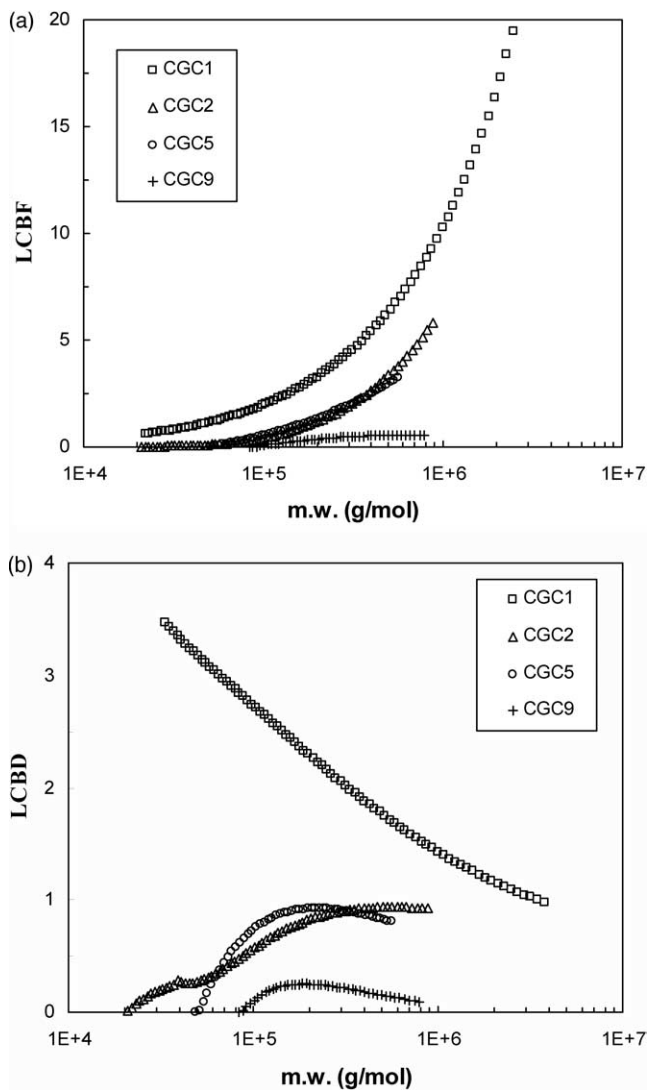 (a)
20
15
10
5
0
LCBF
CGC1
CGC2
CGC5
CGC9
1E+4 1E+5 1E+6 1E+7
m.w. (g/mol)
(b)
4
3
2
1
0
LCBD
CGC1
CGC2
CGC5
CGC9
1E+4 1E+5 1E+6 1E+7
m.w. (g/mol)